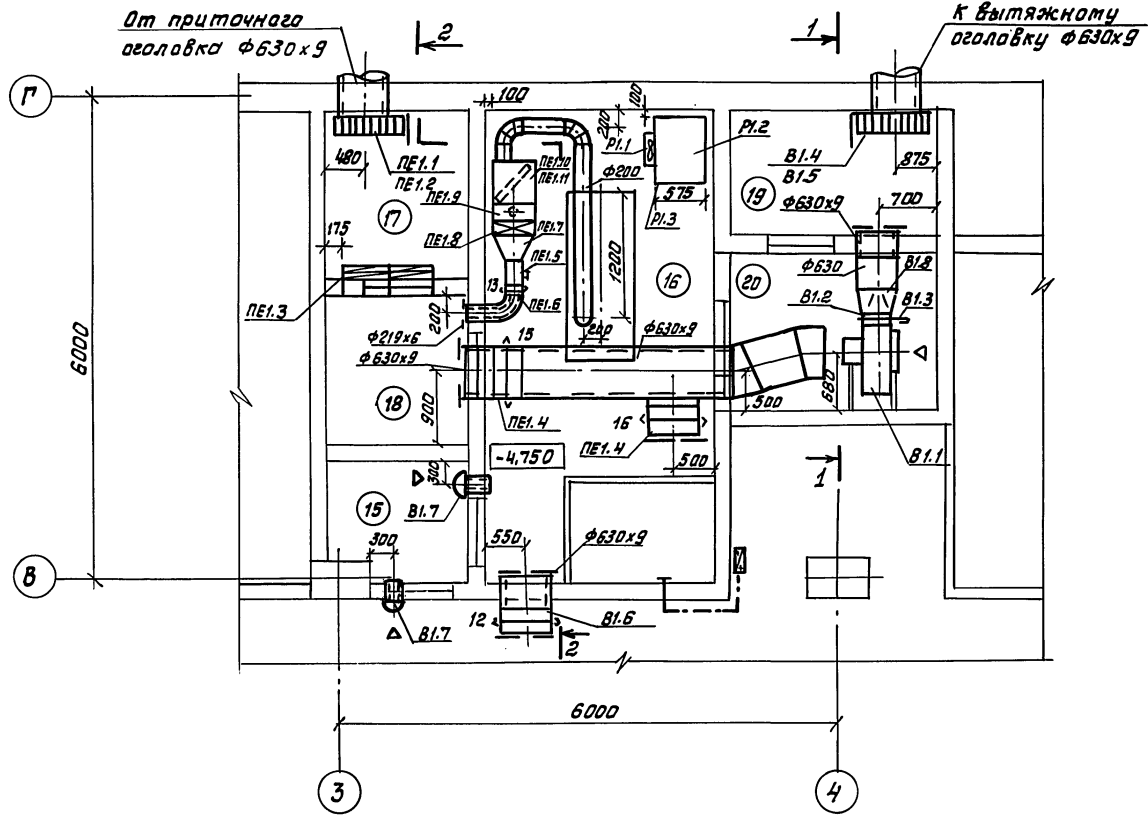 От приточного
оголовка ф630х9
2
1
К вытяжному
оголовку ф630х9
Г
100
200
100
Р1.1
Р1.2
480
ПЕ1.1
ПЕ1.2
ПЕ1.10
ПЕ1.11
ф200
В1.4
В1.5
875
575
17
ПЕ1.9
19
700
Р1.3
ф630х9
175
ПЕ1.8
ПЕ1.7
ПЕ1.5
1200
16
20
ф630
В1.8
13
ПЕ1.6
В1.2
В1.3
ПЕ1.3
200
15
200
ф219х6
ф630х9
ф630х9
6000
18
900
500
680
ПЕ1.4
16
ПЕ1.4
-4,750
500
В1.1
300
1
15
В1.7
300
550
ф630х9
В
12
В1.6
В1.7
2
6000
3
4